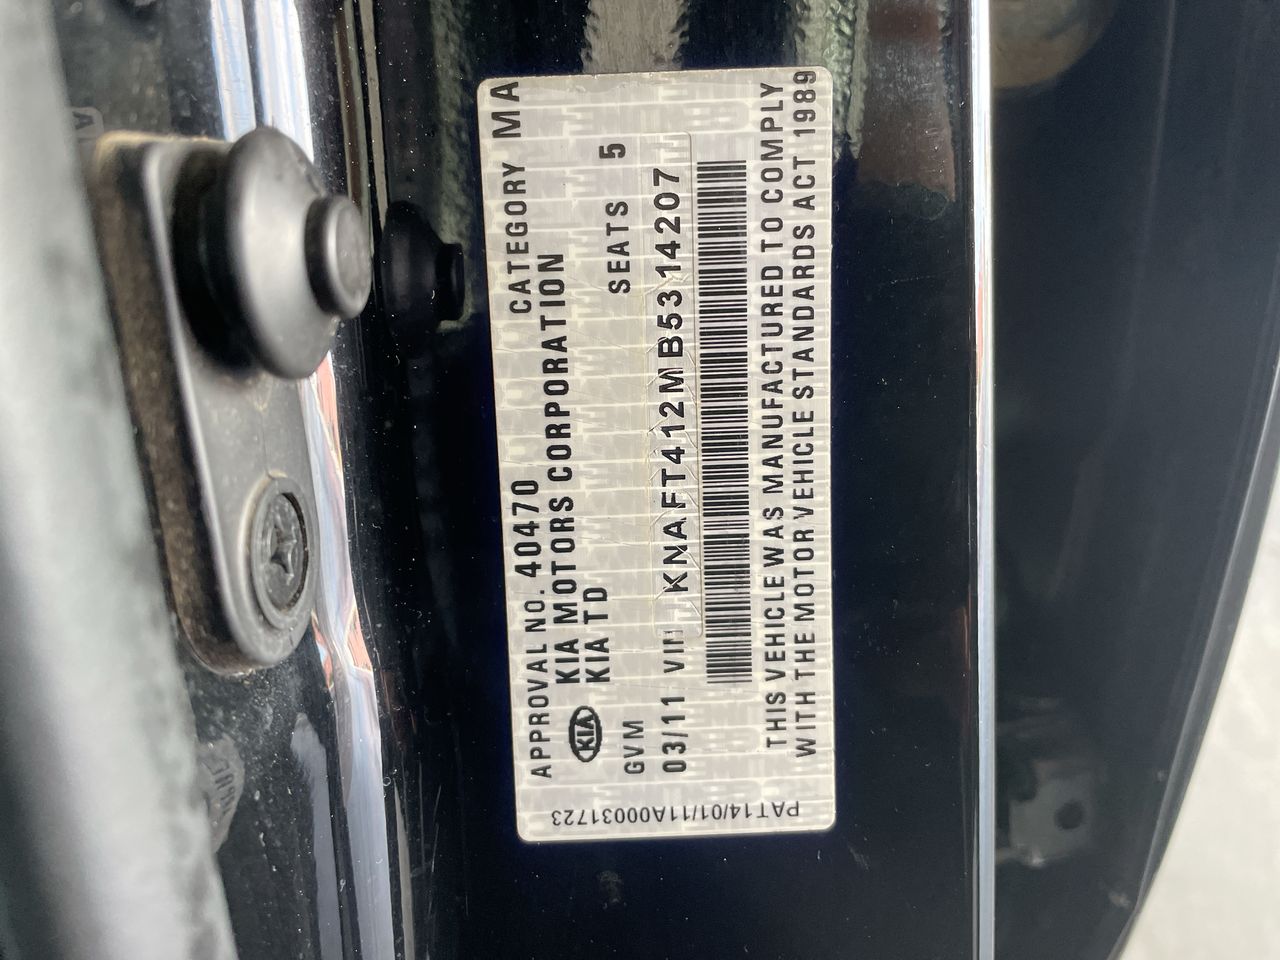 APPROVAL NO. 40470 CATEGORY MA
KIA KIA MOTORS CORPORATION
KIA TD SEATS 5
GVM
03/11 VIN KNAFT412MB5314207
THIS VEHICLE WAS MANUFACTURED TO COMPLY
WITH THE MOTOR VEHICLE STANDARDS ACT 1989
PAT14/01/11A00031723